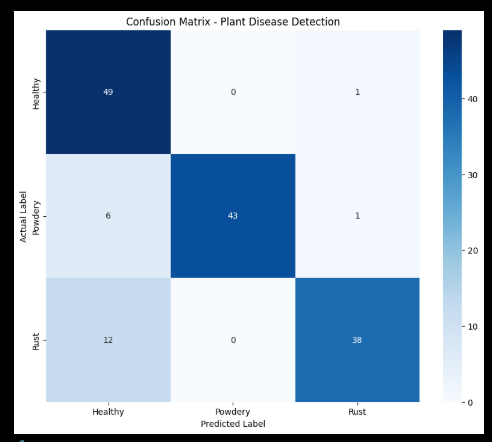 Confusion Matrix - Plant Disease Detection
Healthy 49 0 1
Powdery 6 43 1
Rust 12 0 38
Actual Label
Healthy Powdery Rust
Predicted Label
40
30
20
10
0